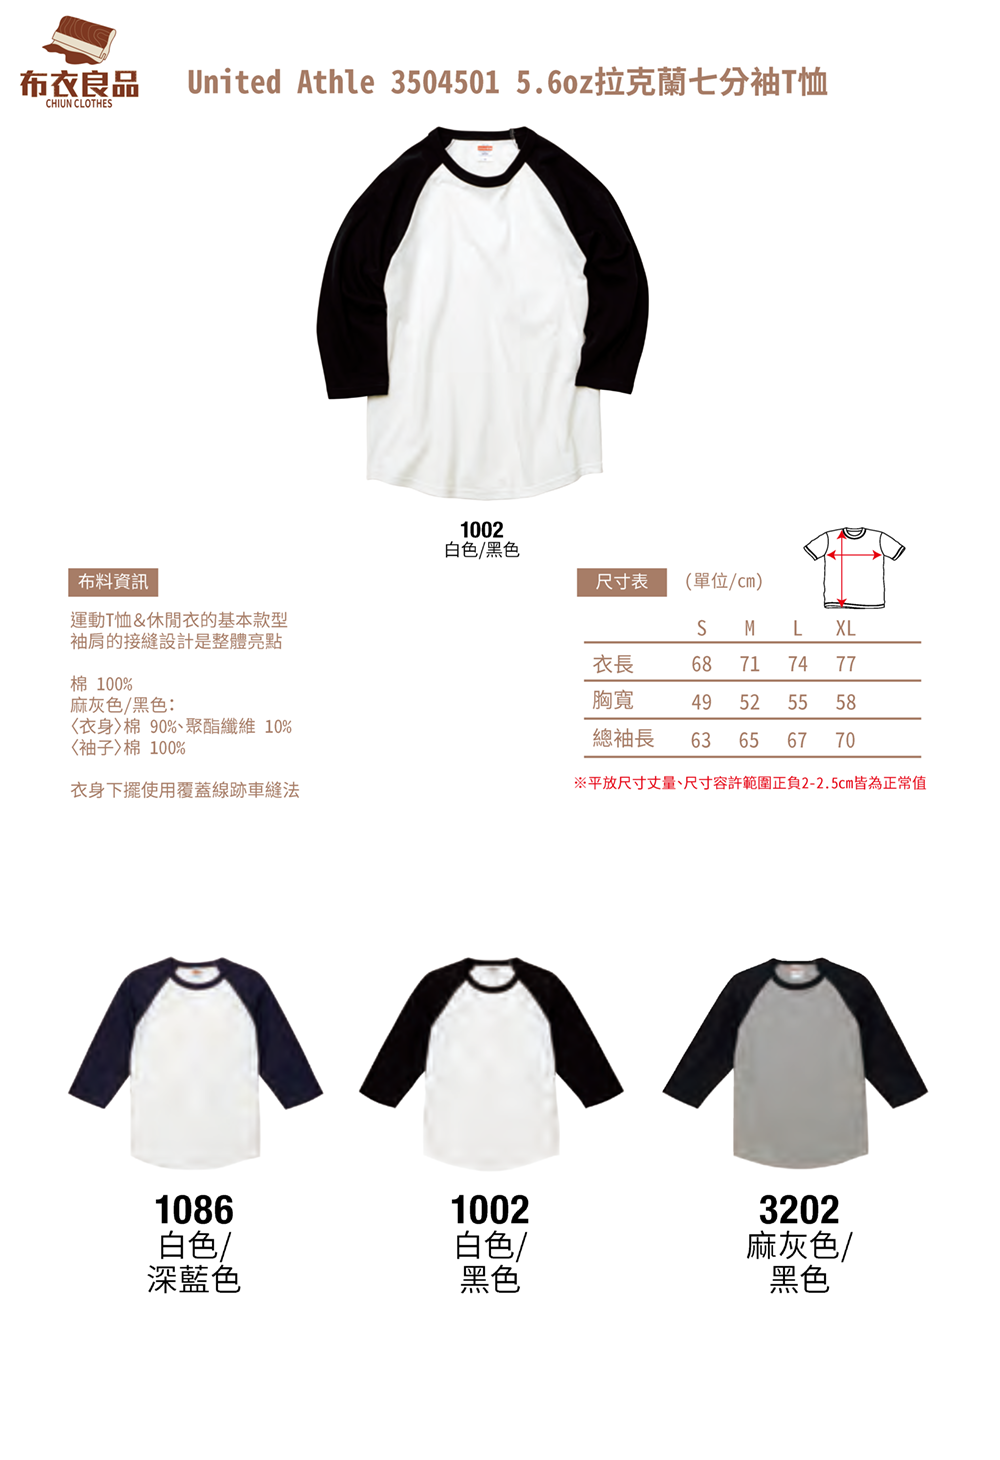 布衣良品
CHIUN CLOTHES
United Athle 3504501 5.6oz拉克蘭七分袖T恤
1002
白色/黑色
布料資訊
運動T恤&休閒衣的基本款型
袖肩的接縫設計是整體亮點
棉 100%
麻灰色/黑色:
〈衣身〉棉 90%、聚酯纖維 10%
〈袖子〉棉 100%
衣身下擺使用覆蓋線跡車縫法
尺寸表 (單位/cm)
S M L XL
衣長 68 71 74 77
胸寬 49 52 55 58
總袖長 63 65 67 70
※平放尺寸丈量、尺寸容許範圍正負2-2.5cm皆為正常值
1086
白色/
深藍色
1002
白色/
黑色
3202
麻灰色/
黑色